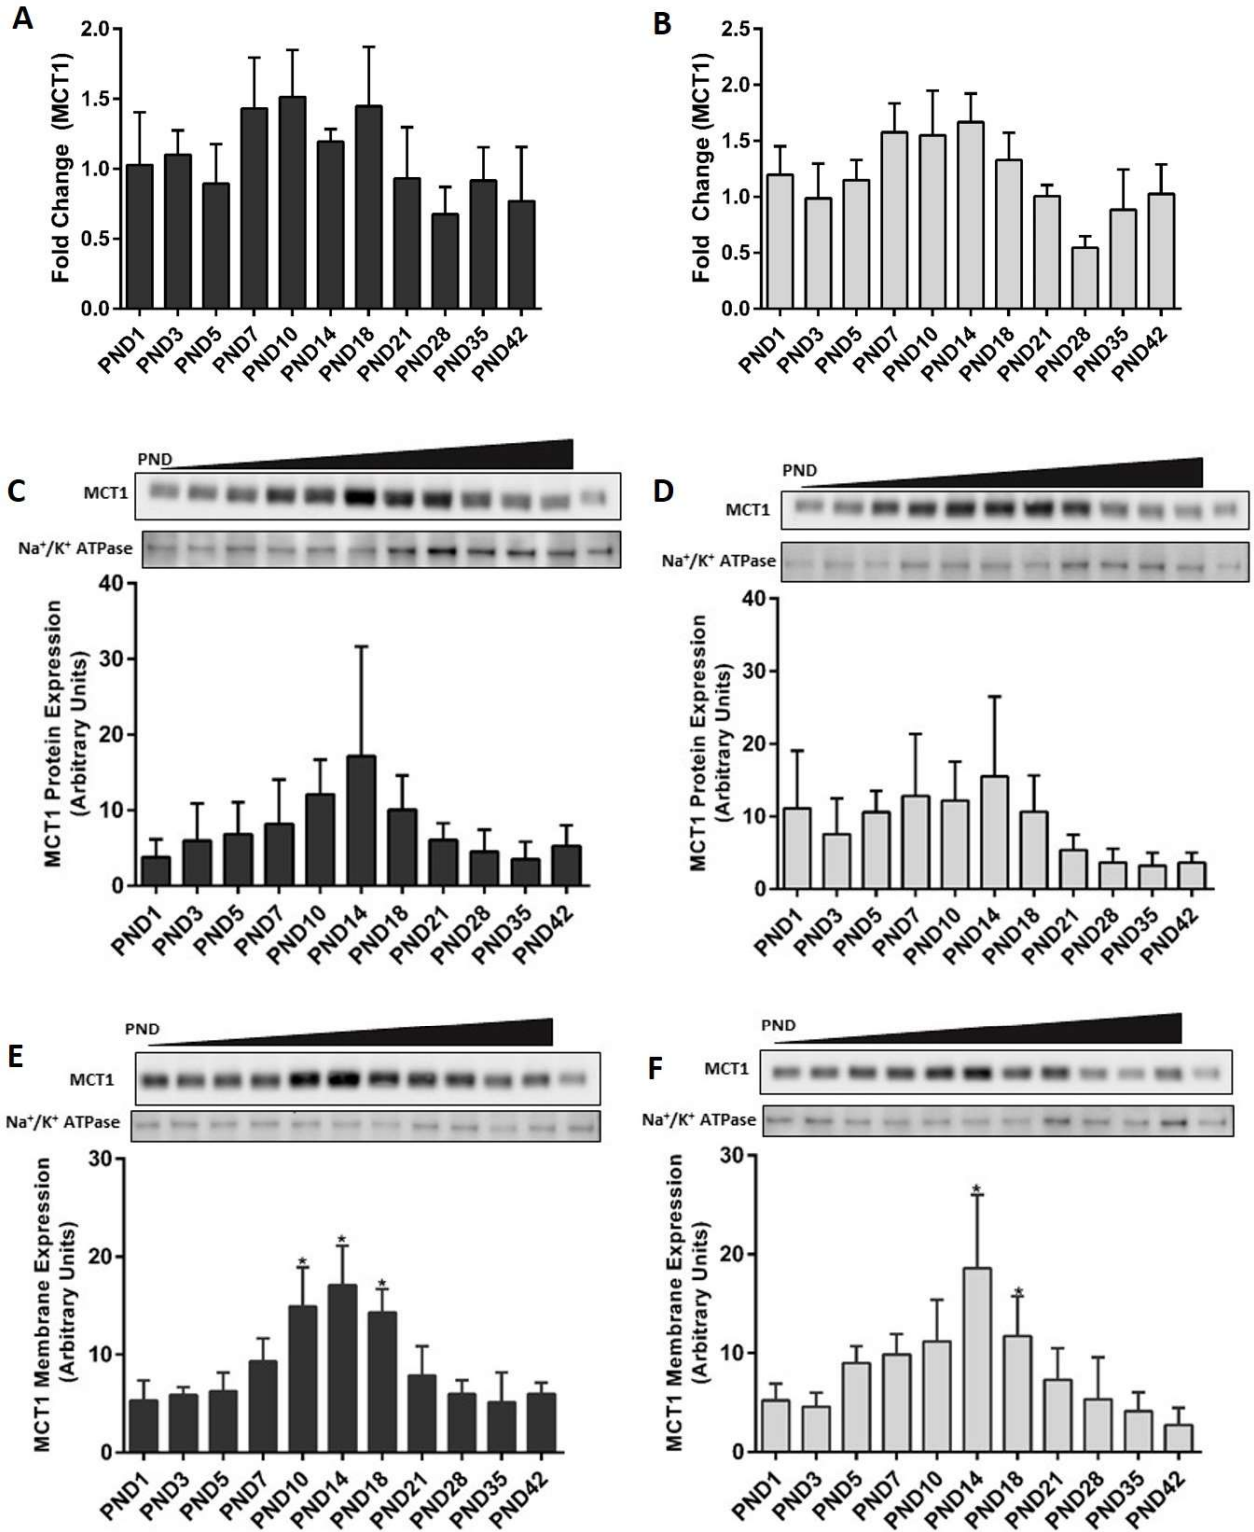 A
Fold Change (MCT1)
2.0
1.5
1.0
0.5
0.0
PND1 PND3 PND5 PND7 PND10 PND14 PND18 PND21 PND28 PND35 PND42
B
Fold Change (MCT1)
2.5
2.0
1.5
1.0
0.5
0.0
PND1 PND3 PND5 PND7 PND10 PND14 PND18 PND21 PND28 PND35 PND42
C
PND
MCT1
Na⁺/K⁺ ATPase
MCT1 Protein Expression
(Arbitrary Units)
40
30
20
10
0
PND1 PND3 PND5 PND7 PND10 PND14 PND18 PND21 PND28 PND35 PND42
D
PND
MCT1
Na⁺/K⁺ ATPase
MCT1 Protein Expression
(Arbitrary Units)
40
30
20
10
0
PND1 PND3 PND5 PND7 PND10 PND14 PND18 PND21 PND28 PND35 PND42
E
PND
MCT1
Na⁺/K⁺ ATPase
MCT1 Membrane Expression
(Arbitrary Units)
30
20
10
0
* * *
PND1 PND3 PND5 PND7 PND10 PND14 PND18 PND21 PND28 PND35 PND42
F
PND
MCT1
Na⁺/K⁺ ATPase
MCT1 Membrane Expression
(Arbitrary Units)
30
20
10
0
* *
PND1 PND3 PND5 PND7 PND10 PND14 PND18 PND21 PND28 PND35 PND42